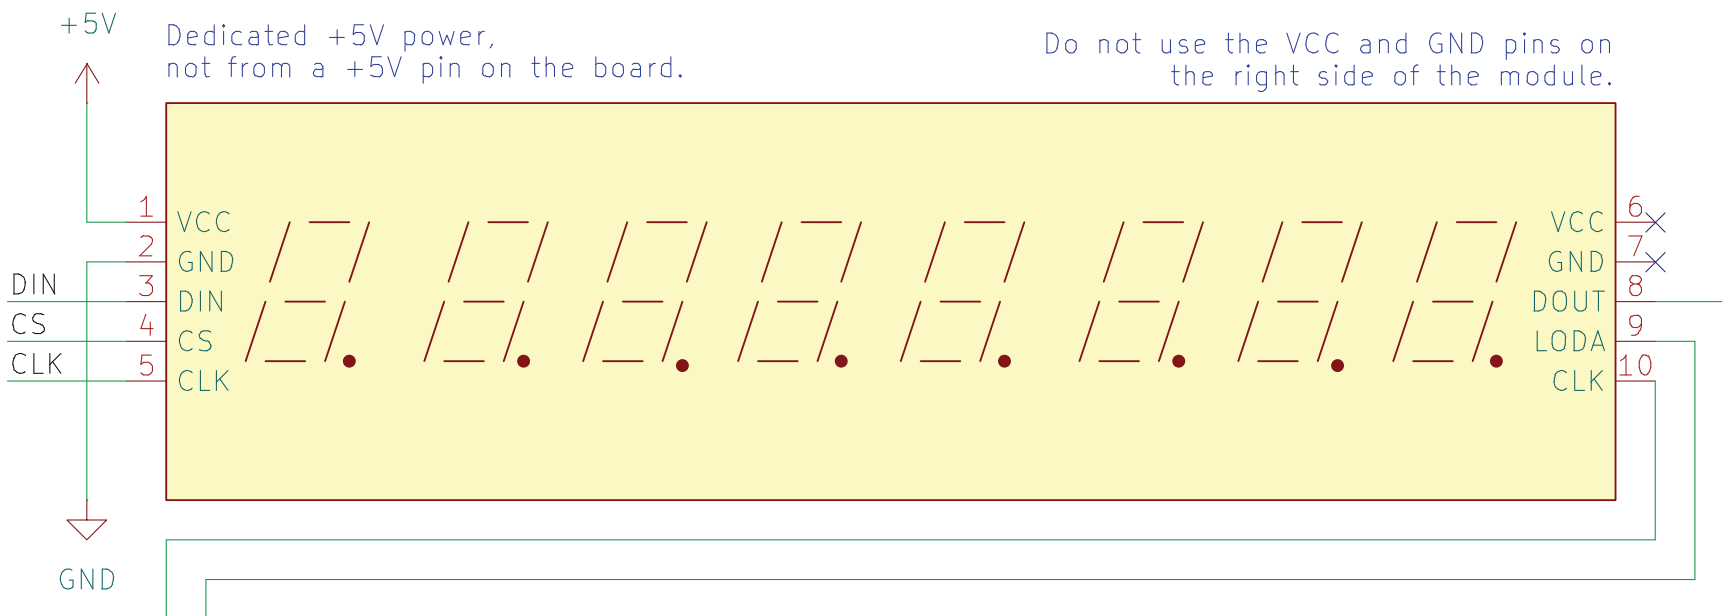 +5V
Dedicated +5V power,
not from a +5V pin on the board.
Do not use the VCC and GND pins on
the right side of the module.
1
VCC
2
GND
DIN
3
DIN
CS
4
CS
CLK
5
CLK
6
VCC
7
GND
8
DOUT
9
LODA
10
CLK
GND